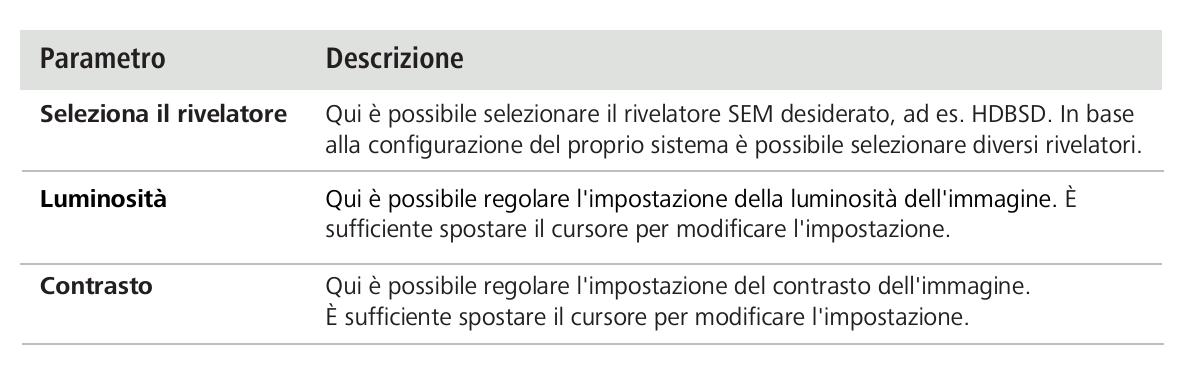 Parametro Descrizione
Seleziona il rivelatore Qui è possibile selezionare il rivelatore SEM desiderato, ad es. HDBSD. In base
alla configurazione del proprio sistema è possibile selezionare diversi rivelatori.
Luminosità Qui è possibile regolare l'impostazione della luminosità dell'immagine. È
sufficiente spostare il cursore per modificare l'impostazione.
Contrasto Qui è possibile regolare l'impostazione del contrasto dell'immagine.
È sufficiente spostare il cursore per modificare l'impostazione.